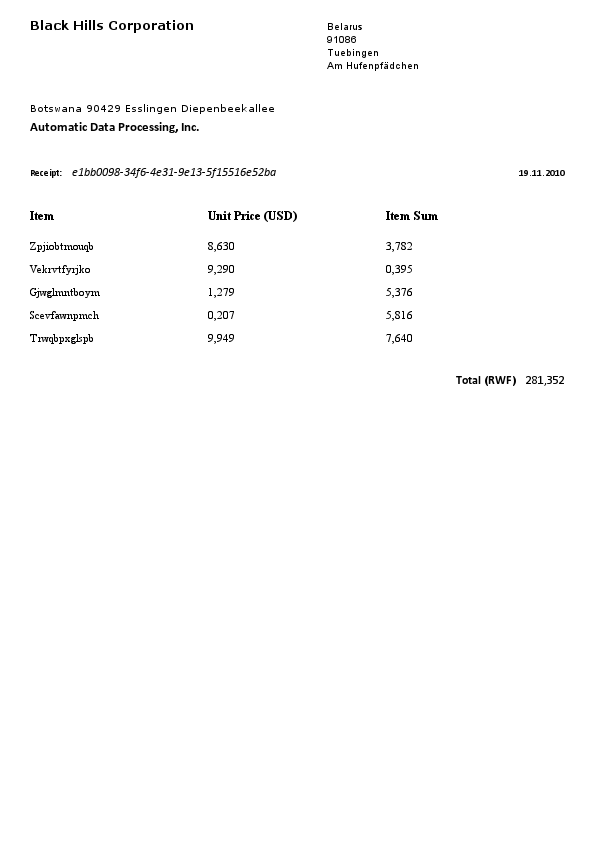 Black Hills Corporation
Belarus
91086
Tuebingen
Am Hufenpfädchen
Botswana 90429 Esslingen Diepenbeekallee
Automatic Data Processing, Inc.
Receipt: e1bb0098-34f6-4e31-9e13-5f15516e52ba 19.11.2010
Item Unit Price (USD) Item Sum
Zpjiobtmouqb 8,630 3,782
Vekrvtfyrjko 9,290 0,395
Gjwglmntboym 1,279 5,376
Scevfawnpmch 0,207 5,816
Trwqbpxglspb 9,949 7,640
Total (RWF) 281,352